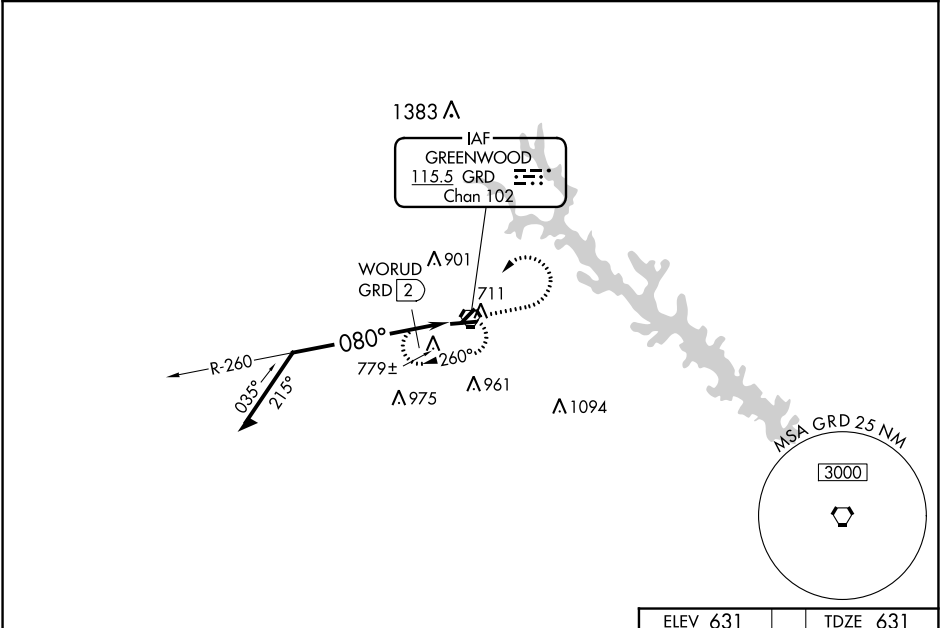 1383
IAF
GREENWOOD
115.5 GRD
Chan 102
901
WORUD
GRD 2
711
080°
R-260
260°
779±
035°
215°
975
961
1094
MSA GRD 25 NM
3000
ELEV 631
TDZE 631